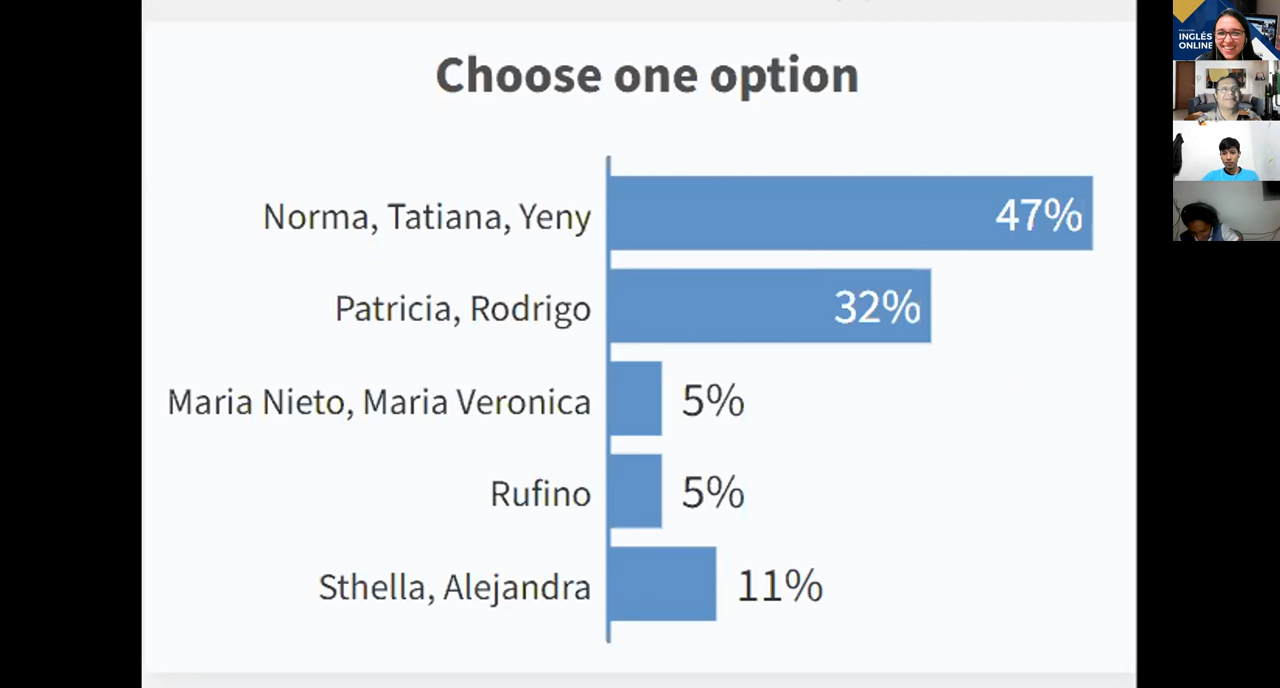 Choose one option
Norma, Tatiana, Yeny 47%
Patricia, Rodrigo 32%
Maria Nieto, Maria Veronica 5%
Rufino 5%
Sthella, Alejandra 11%
INGLÉS
ONLINE